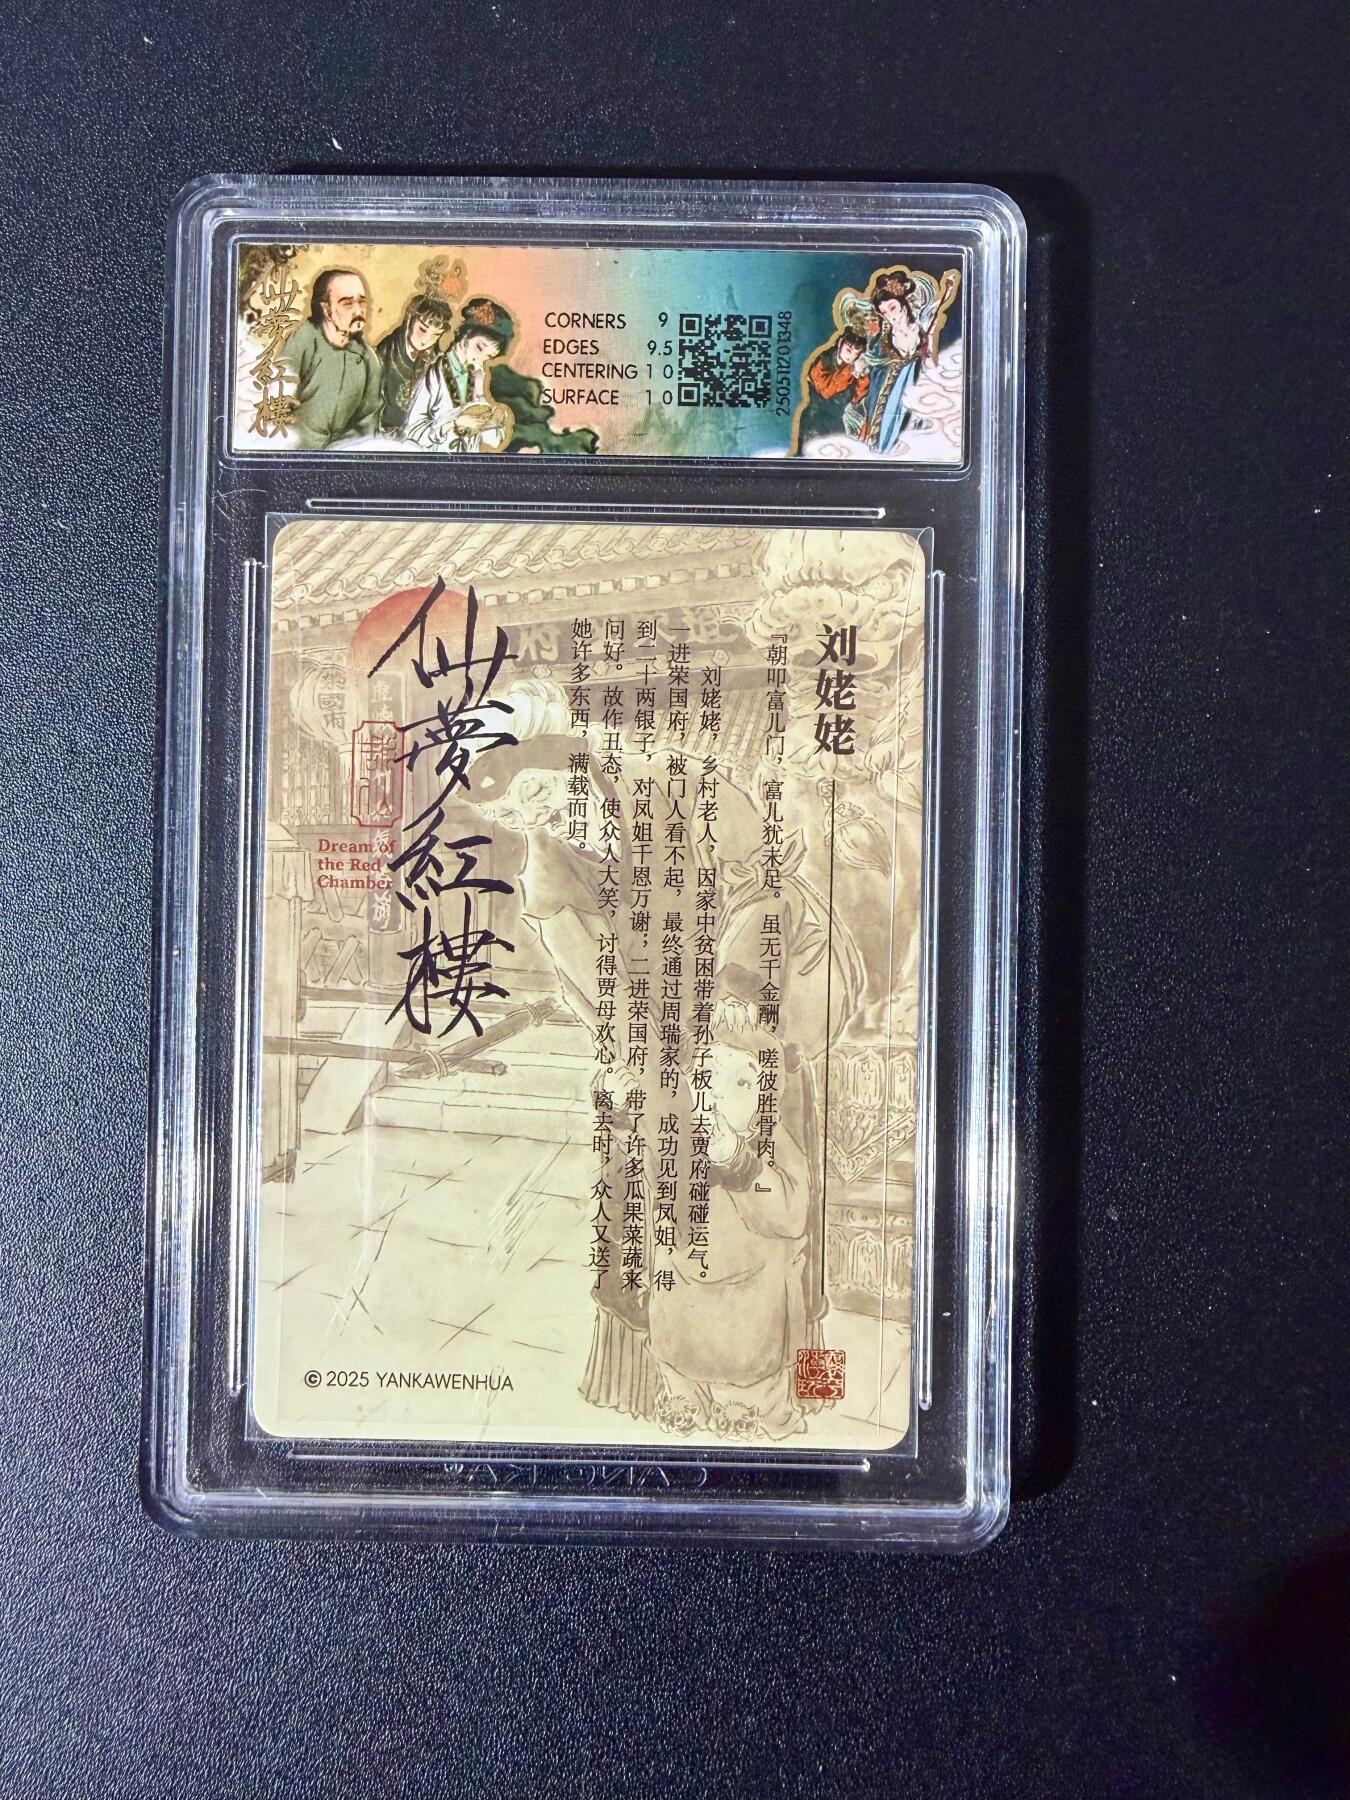 仙夢紅樓
CORNERS 9
EDGES 9.5
CENTERING 10
SURFACE 10
2505112013​48
刘姥姥
『朝叩富儿门，富儿犹未足。虽无千金酬，嗟彼胜骨肉。』
刘姥姥，乡村老人，因家中贫困带着孙子板儿去贾府碰碰运气。
一进荣国府，被门人看不起，最终通过周瑞家的，成功见到凤姐，得
到二十两银子，对凤姐千恩万谢；二进荣国府，带了许多瓜果菜蔬来
问好。故作丑态，使众人大笑，讨得贾母欢心。离去时，众人又送了
她许多东西，满载而归。
仙夢紅樓
Dream of
the Red
Chamber
© 2025 YANKAWENHUA